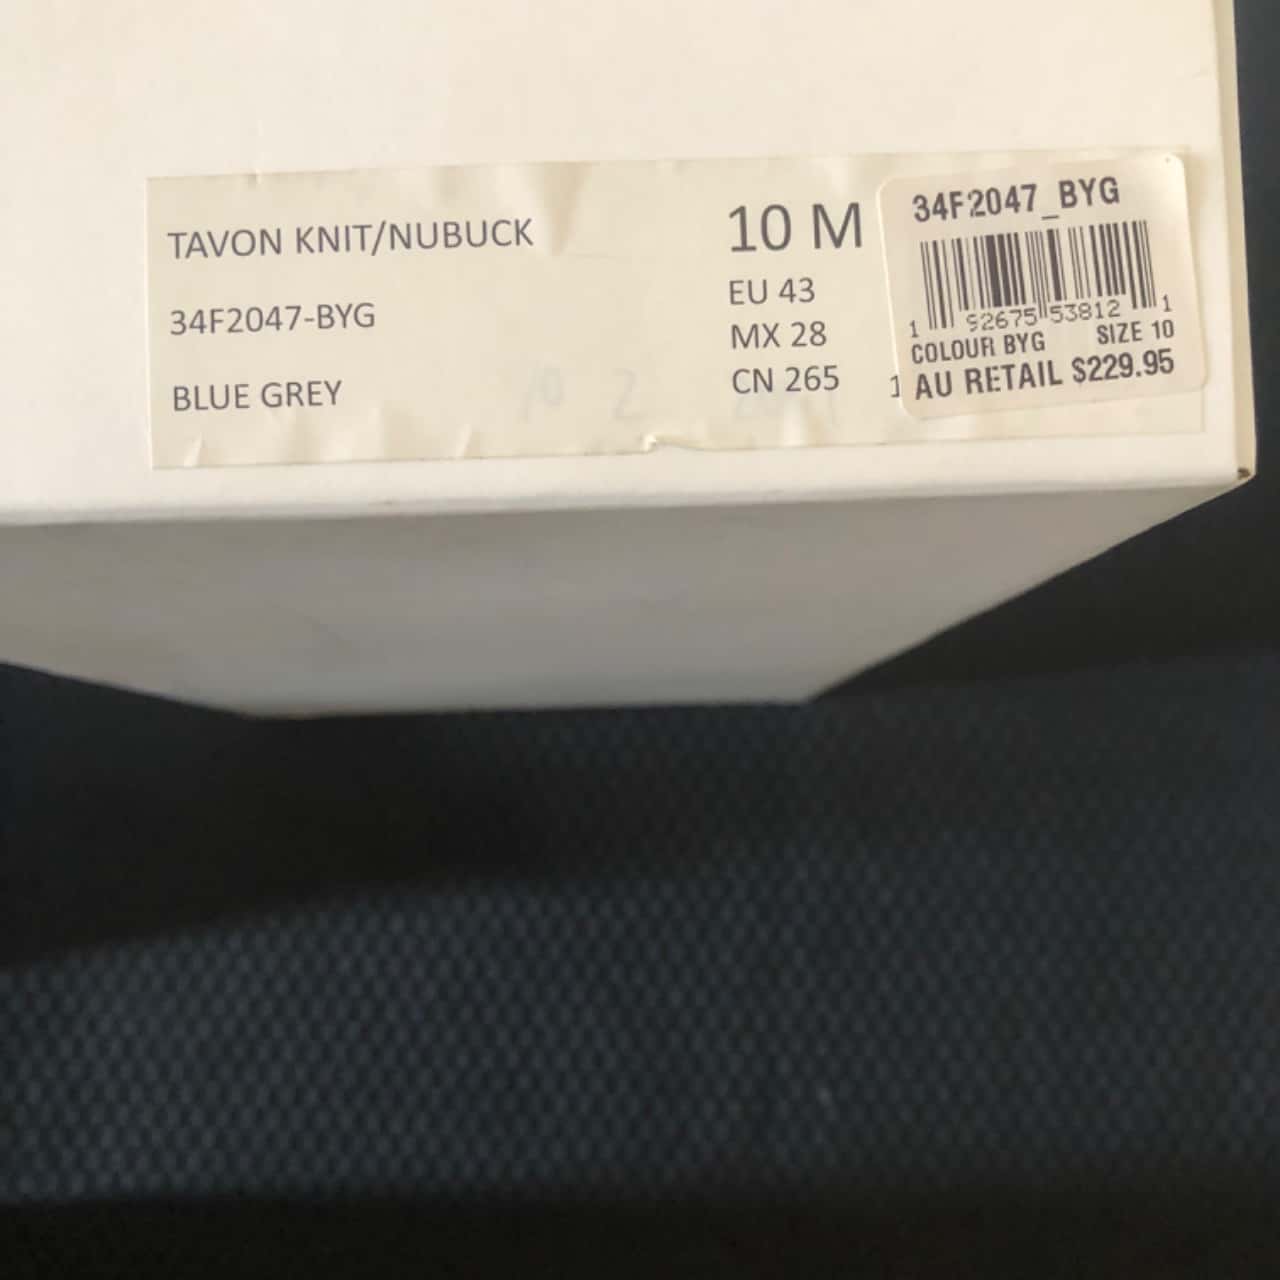 TAVON KNIT/NUBUCK
34F2047-BYG
BLUE GREY
10 M
EU 43
MX 28
CN 265
34F2047_BYG
1 92675 53812 1
COLOUR BYG SIZE 10
AU RETAIL $229.95